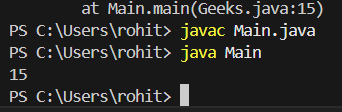 at Main.main(Geeks.java:15)
PS C:\Users\rohit> javac Main.java
PS C:\Users\rohit> java Main
15
PS C:\Users\rohit>